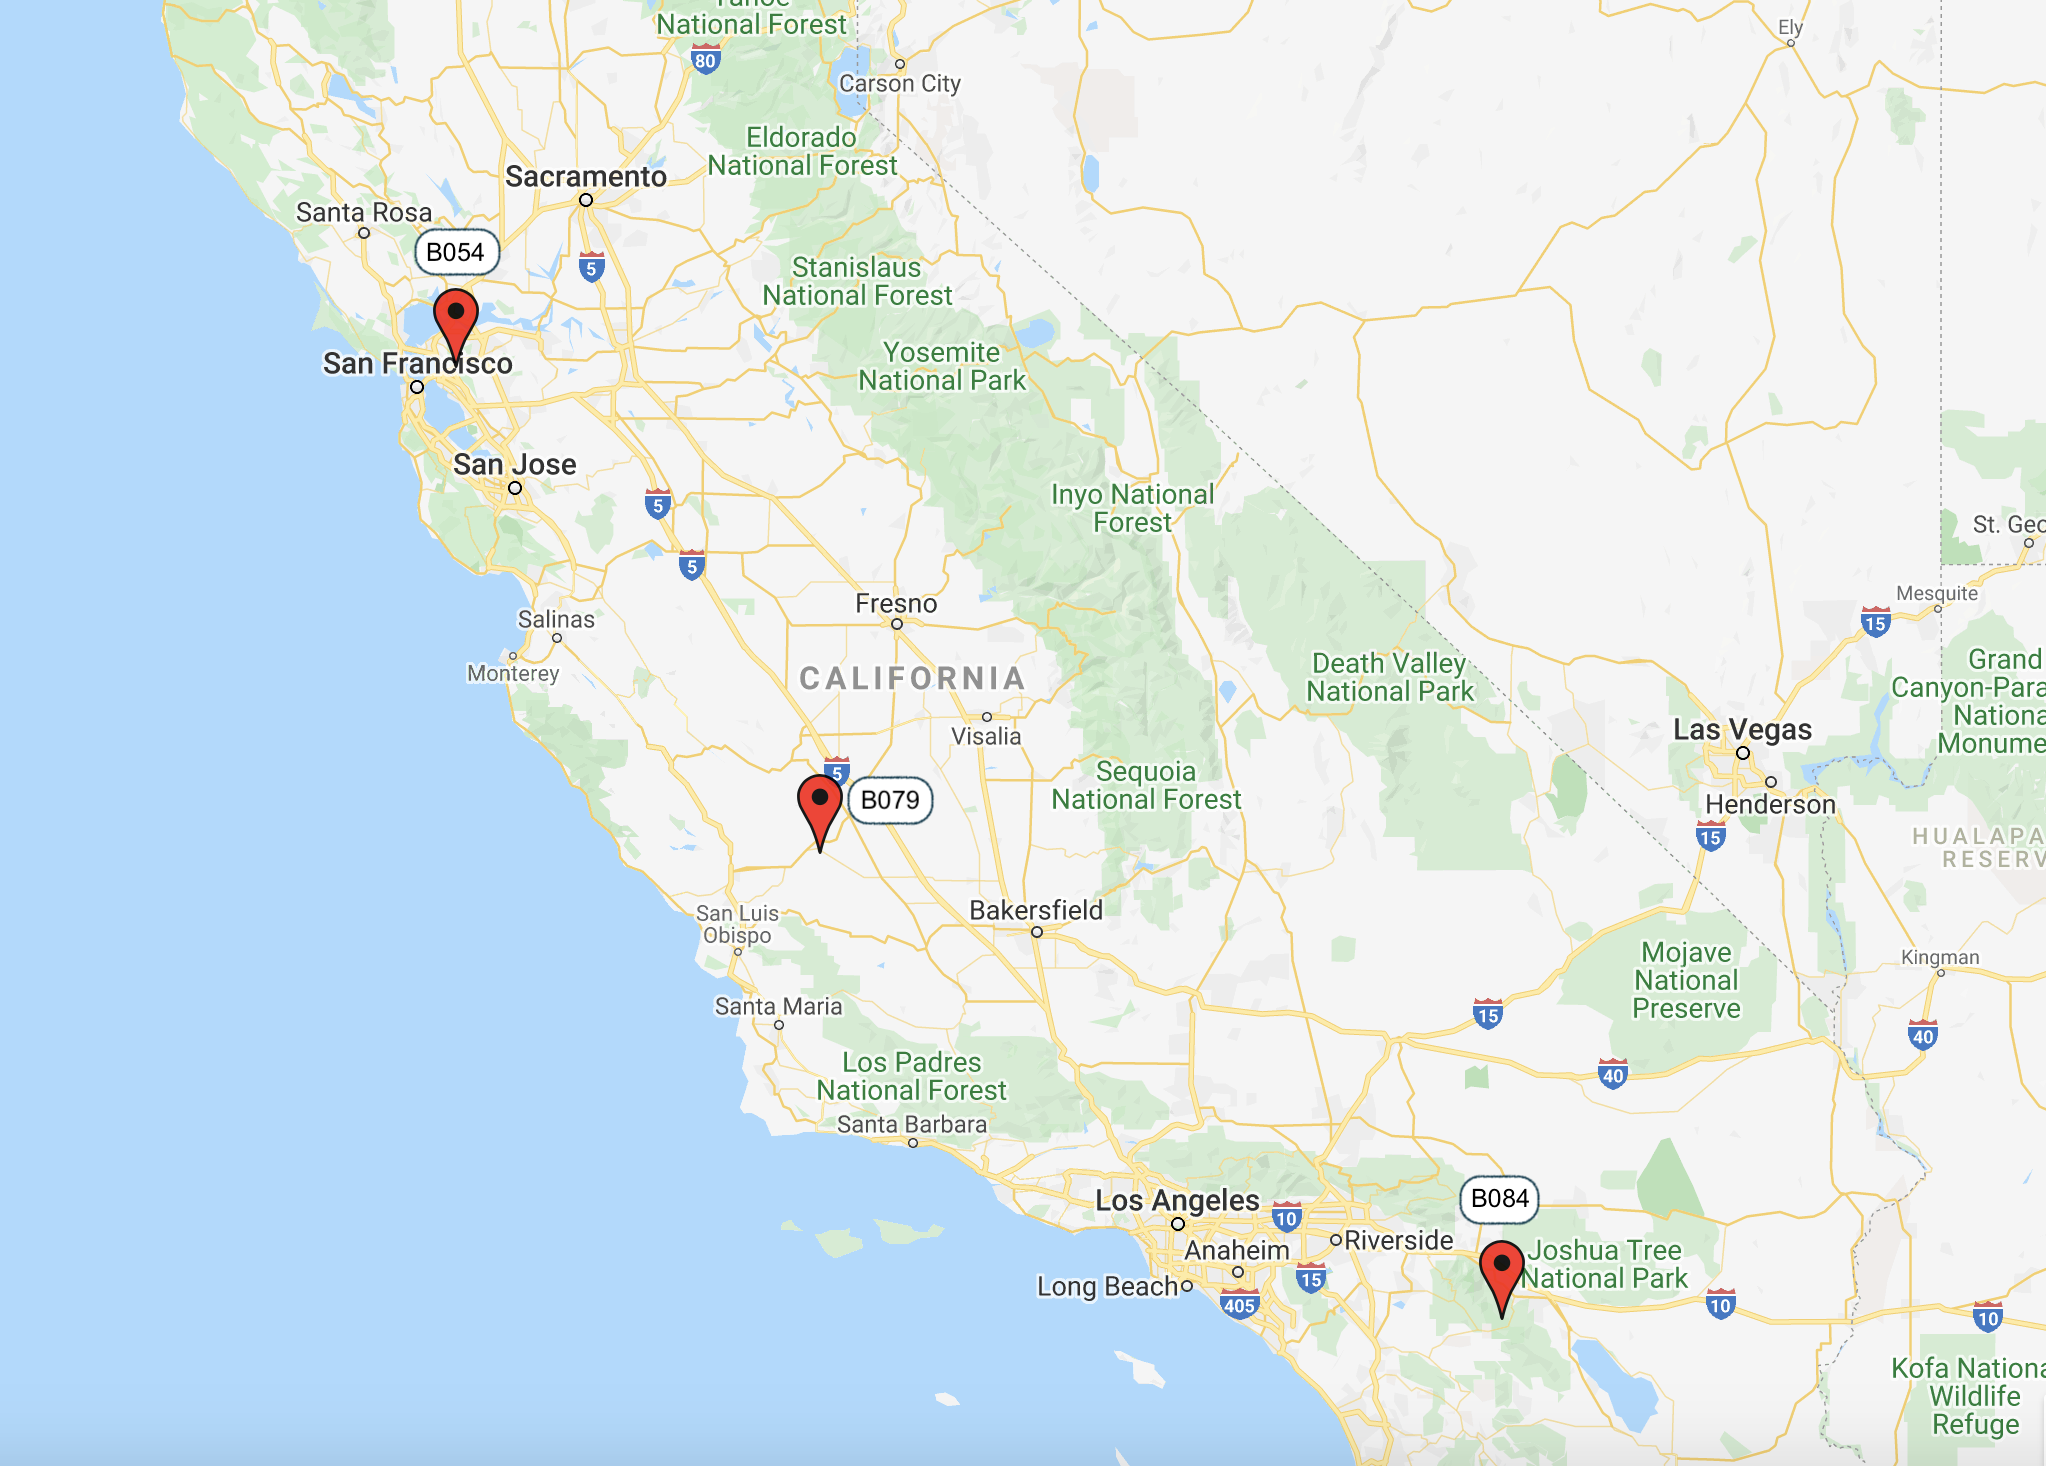 Tahoe
National Forest
80
Carson City
Ely
Eldorado
National Forest
Sacramento
Santa Rosa
B054
5
Stanislaus
National Forest
San Francisco
Yosemite
National Park
San Jose
5
Inyo National
Forest
St. Geo
5
Mesquite
15
Fresno
Salinas
Monterey
CALIFORNIA
Death Valley
National Park
Grand
Canyon-Para
Nationa
Monume
Visalia
Las Vegas
Henderson
15
5
B079
Sequoia
National Forest
HUALAPA
RESERV
San Luis
Obispo
Bakersfield
Mojave
National
Preserve
Kingman
Santa Maria
15
40
40
Los Padres
National Forest
Santa Barbara
Los Angeles
10
B084
Anaheim
Riverside
Joshua Tree
National Park
Long Beach
15
405
10
10
Kofa Nationa
Wildlife
Refuge